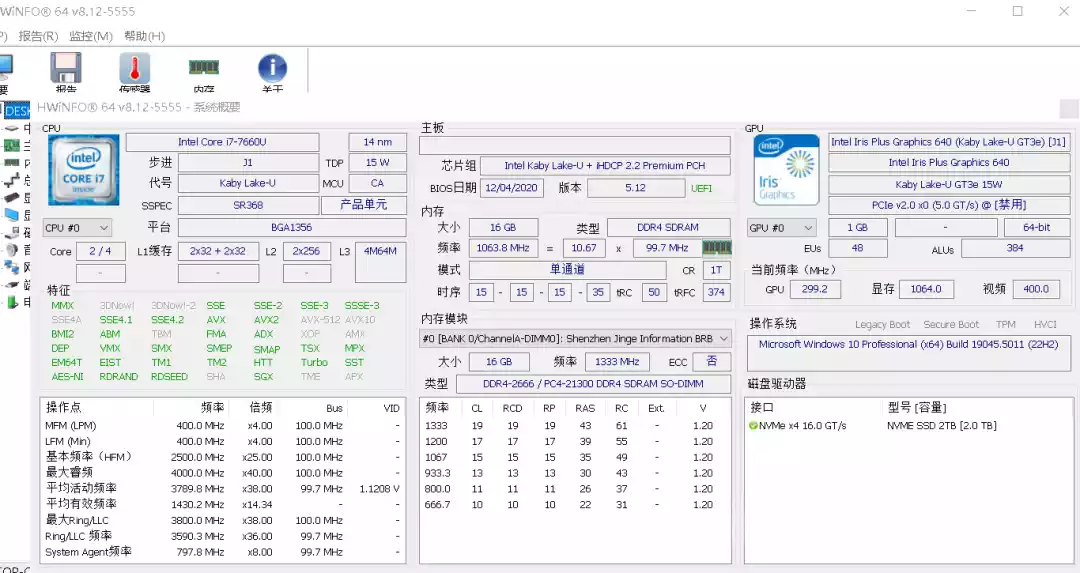 WiNFO® 64 v8.12-5555
P) 报告(R) 监控(M) 帮助(H)
要 报告 传感器 内存 关于
DESK
HWiNFO® 64 v8.12-5555 - 系统概要
CPU
Intel Core i7-7660U 14 nm
步进 J1 TDP 15 W
代号 Kaby Lake-U MCU CA
SSPEC SR368 产品单元
CPU #0 平台 BGA1356
Core 2 / 4 L1缓存 2x32 + 2x32 L2 2x256 L3 4M64M
- - -
特征
MMX 3DNow! 3DNow!-2 SSE SSE-2 SSE-3 SSSE-3
SSE4A SSE4.1 SSE4.2 AVX AVX2 AVX-512 AVX10
BMI2 ABM TBM FMA ADX XOP AMX
DEP VMX SMX SMEP SMAP TSX MPX
EM64T EIST TM1 TM2 HTT Turbo SST
AES-NI RDRAND RDSEED SHA SGX TME APX
操作点 频率 倍频 Bus VID
MFM (LPM) 400.0 MHz x4.00 100.0 MHz -
LFM (Min) 400.0 MHz x4.00 100.0 MHz -
基本频率（HFM） 2500.0 MHz x25.00 100.0 MHz -
最大睿频 4000.0 MHz x40.00 100.0 MHz -
平均活动频率 3789.8 MHz x38.00 99.7 MHz 1.1208 V
平均有效频率 1430.2 MHz x14.34 - -
最大Ring/LLC 3800.0 MHz x38.00 100.0 MHz -
Ring/LLC 频率 3590.3 MHz x36.00 99.7 MHz -
System Agent频率 797.8 MHz x8.00 99.7 MHz -
主板
芯片组 Intel Kaby Lake-U + iHDCP 2.2 Premium PCH
BIOS日期 12/04/2020 版本 5.12 UEFI
内存
大小 16 GB 类型 DDR4 SDRAM
频率 1063.8 MHz = 10.67 x 99.7 MHz
模式 单通道 CR 1T
时序 15 - 15 - 15 - 35 tRC 50 tRFC 374
内存模块
#0 [BANK 0/ChannelA-DIMM0]: Shenzhen Jinge Information BRB
大小 16 GB 频率 1333 MHz ECC 否
类型 DDR4-2666 / PC4-21300 DDR4 SDRAM SO-DIMM
频率 CL RCD RP RAS RC Ext. V
1333 19 19 19 43 61 - 1.20
1200 17 17 17 39 55 - 1.20
1067 15 15 15 35 49 - 1.20
933.3 13 13 13 30 43 - 1.20
800.0 11 11 11 26 37 - 1.20
666.7 10 10 10 22 31 - 1.20
GPU
Intel Iris Plus Graphics 640 (Kaby Lake-U GT3e) [J1]
Intel Iris Plus Graphics 640
Kaby Lake-U GT3e 15W
PCIe v2.0 x0 (5.0 GT/s) @ [禁用]
GPU #0 1 GB - 64-bit
EUs 48 ALUs 384
当前频率（MHz）
GPU 299.2 显存 1064.0 视频 400.0
操作系统 Legacy Boot Secure Boot TPM HVCI
Microsoft Windows 10 Professional (x64) Build 19045.5011 (22H2)
磁盘驱动器
接口 型号 [容量]
NVMe x4 16.0 GT/s NVME SSD 2TB [2.0 TB]
intel CORE i7 inside
intel Iris Graphics